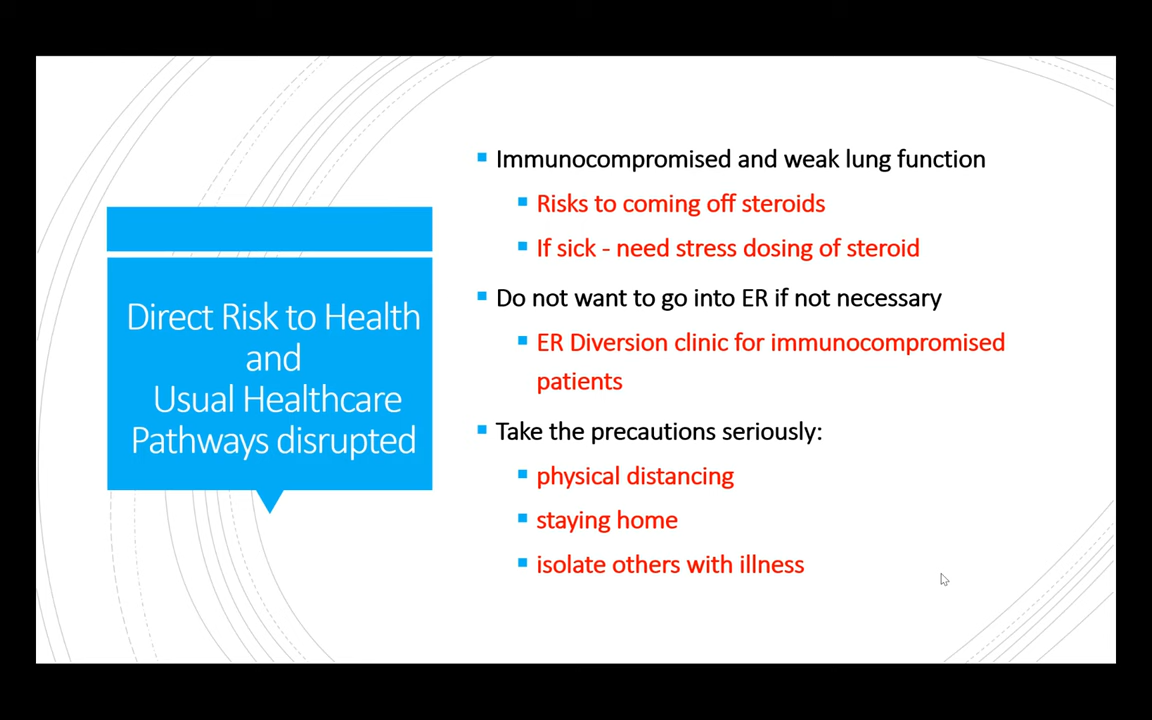 Direct Risk to Health
and
Usual Healthcare
Pathways disrupted
Immunocompromised and weak lung function
Risks to coming off steroids
If sick - need stress dosing of steroid
Do not want to go into ER if not necessary
ER Diversion clinic for immunocompromised
patients
Take the precautions seriously:
physical distancing
staying home
isolate others with illness